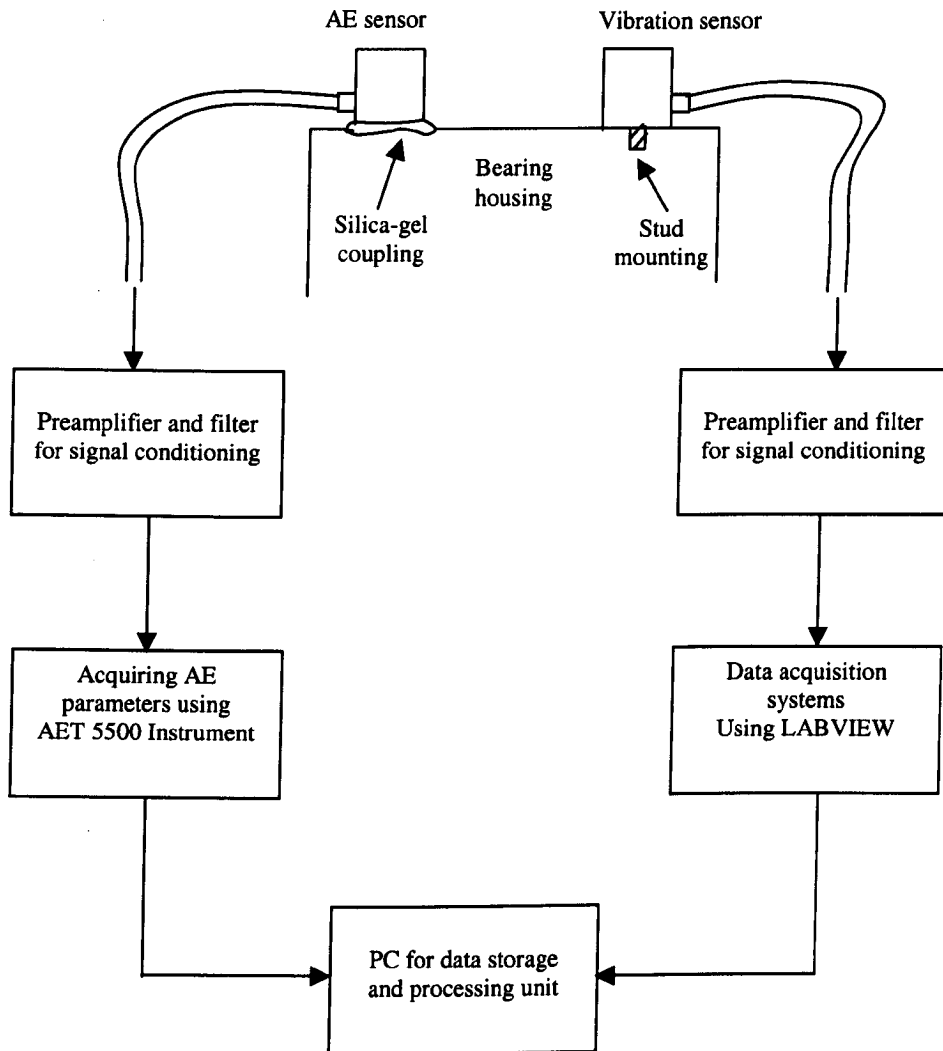 AE sensor
Vibration sensor
Bearing
housing
Silica-gel
coupling
Stud
mounting
Preamplifier and filter
for signal conditioning
Preamplifier and filter
for signal conditioning
Acquiring AE
parameters using
AET 5500 Instrument
Data acquisition
systems
Using LABVIEW
PC for data storage
and processing unit